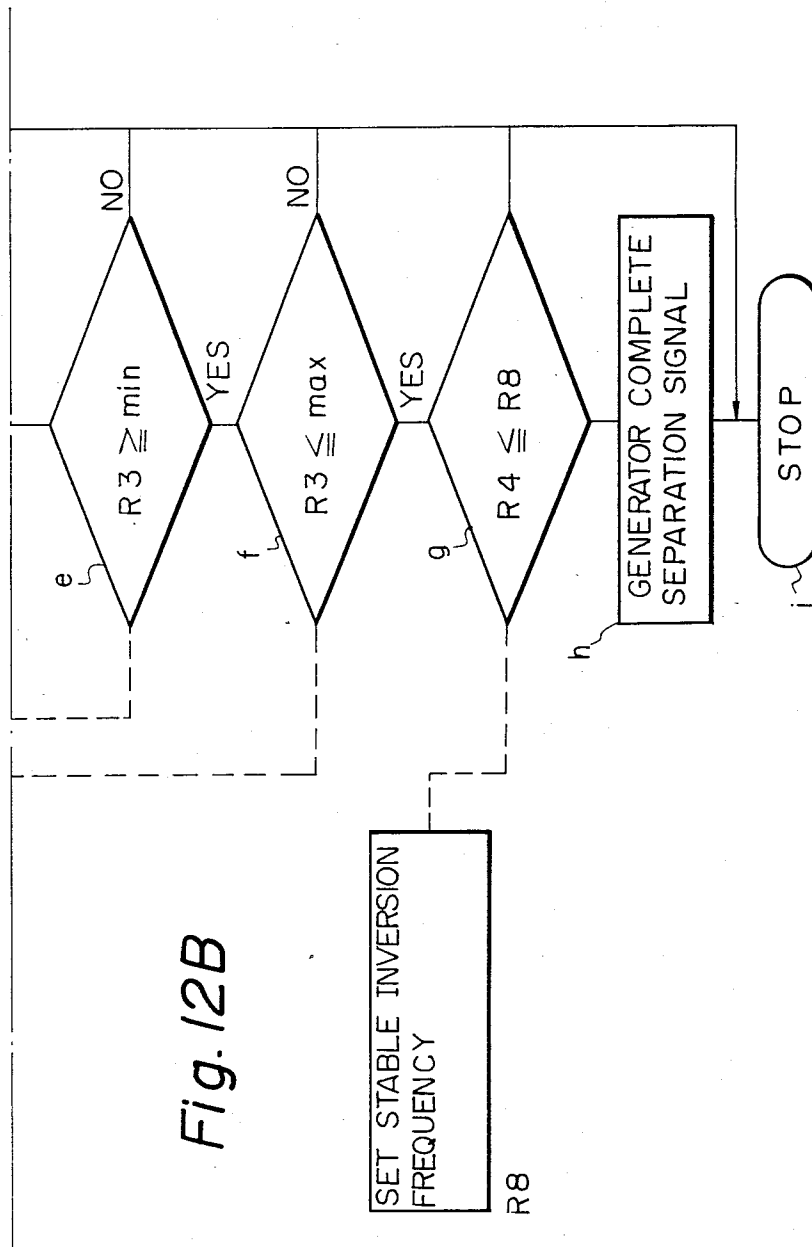 e
R3 ≧ min
NO
YES
f
R3 ≦ max
NO
YES
g
R4 ≦ R8
h
GENERATOR COMPLETE
SEPARATION SIGNAL
STOP
i
SET STABLE INVERSION
FREQUENCY
R8
Fig. 12B